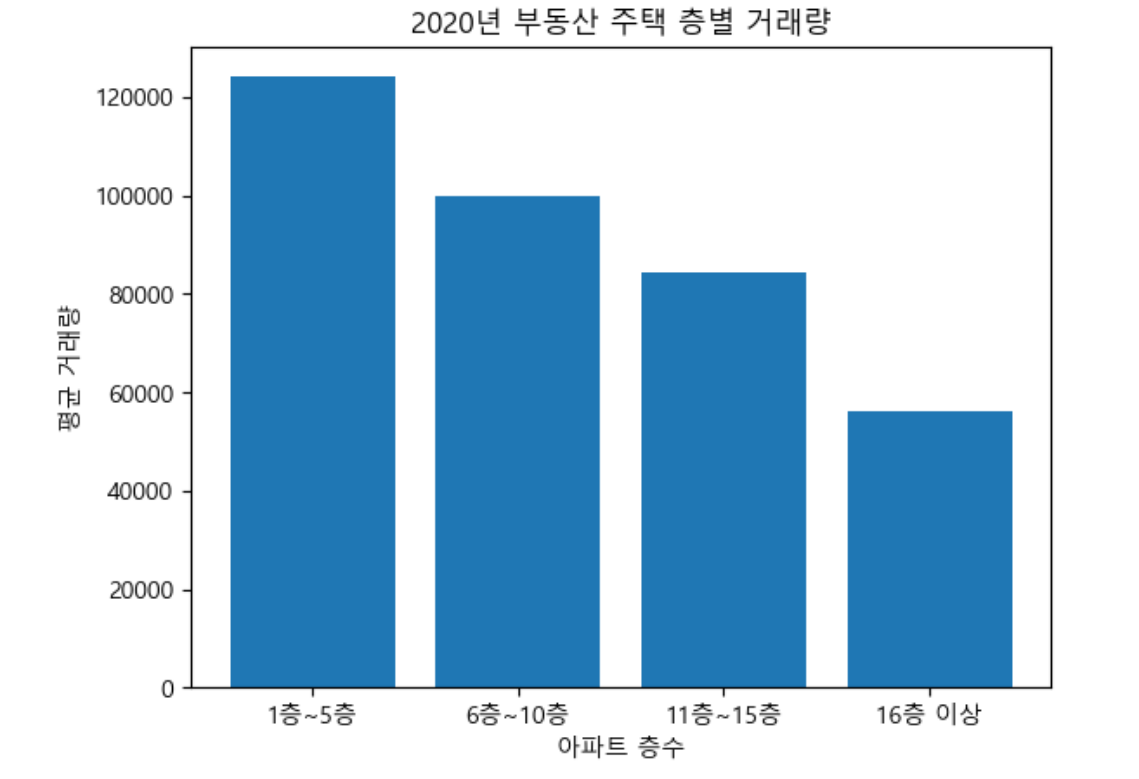 2020년 부동산 주택 층별 거래량
평균 거래량
120000
100000
80000
60000
40000
20000
0
1층~5층
6층~10층
11층~15층
16층 이상
아파트 층수